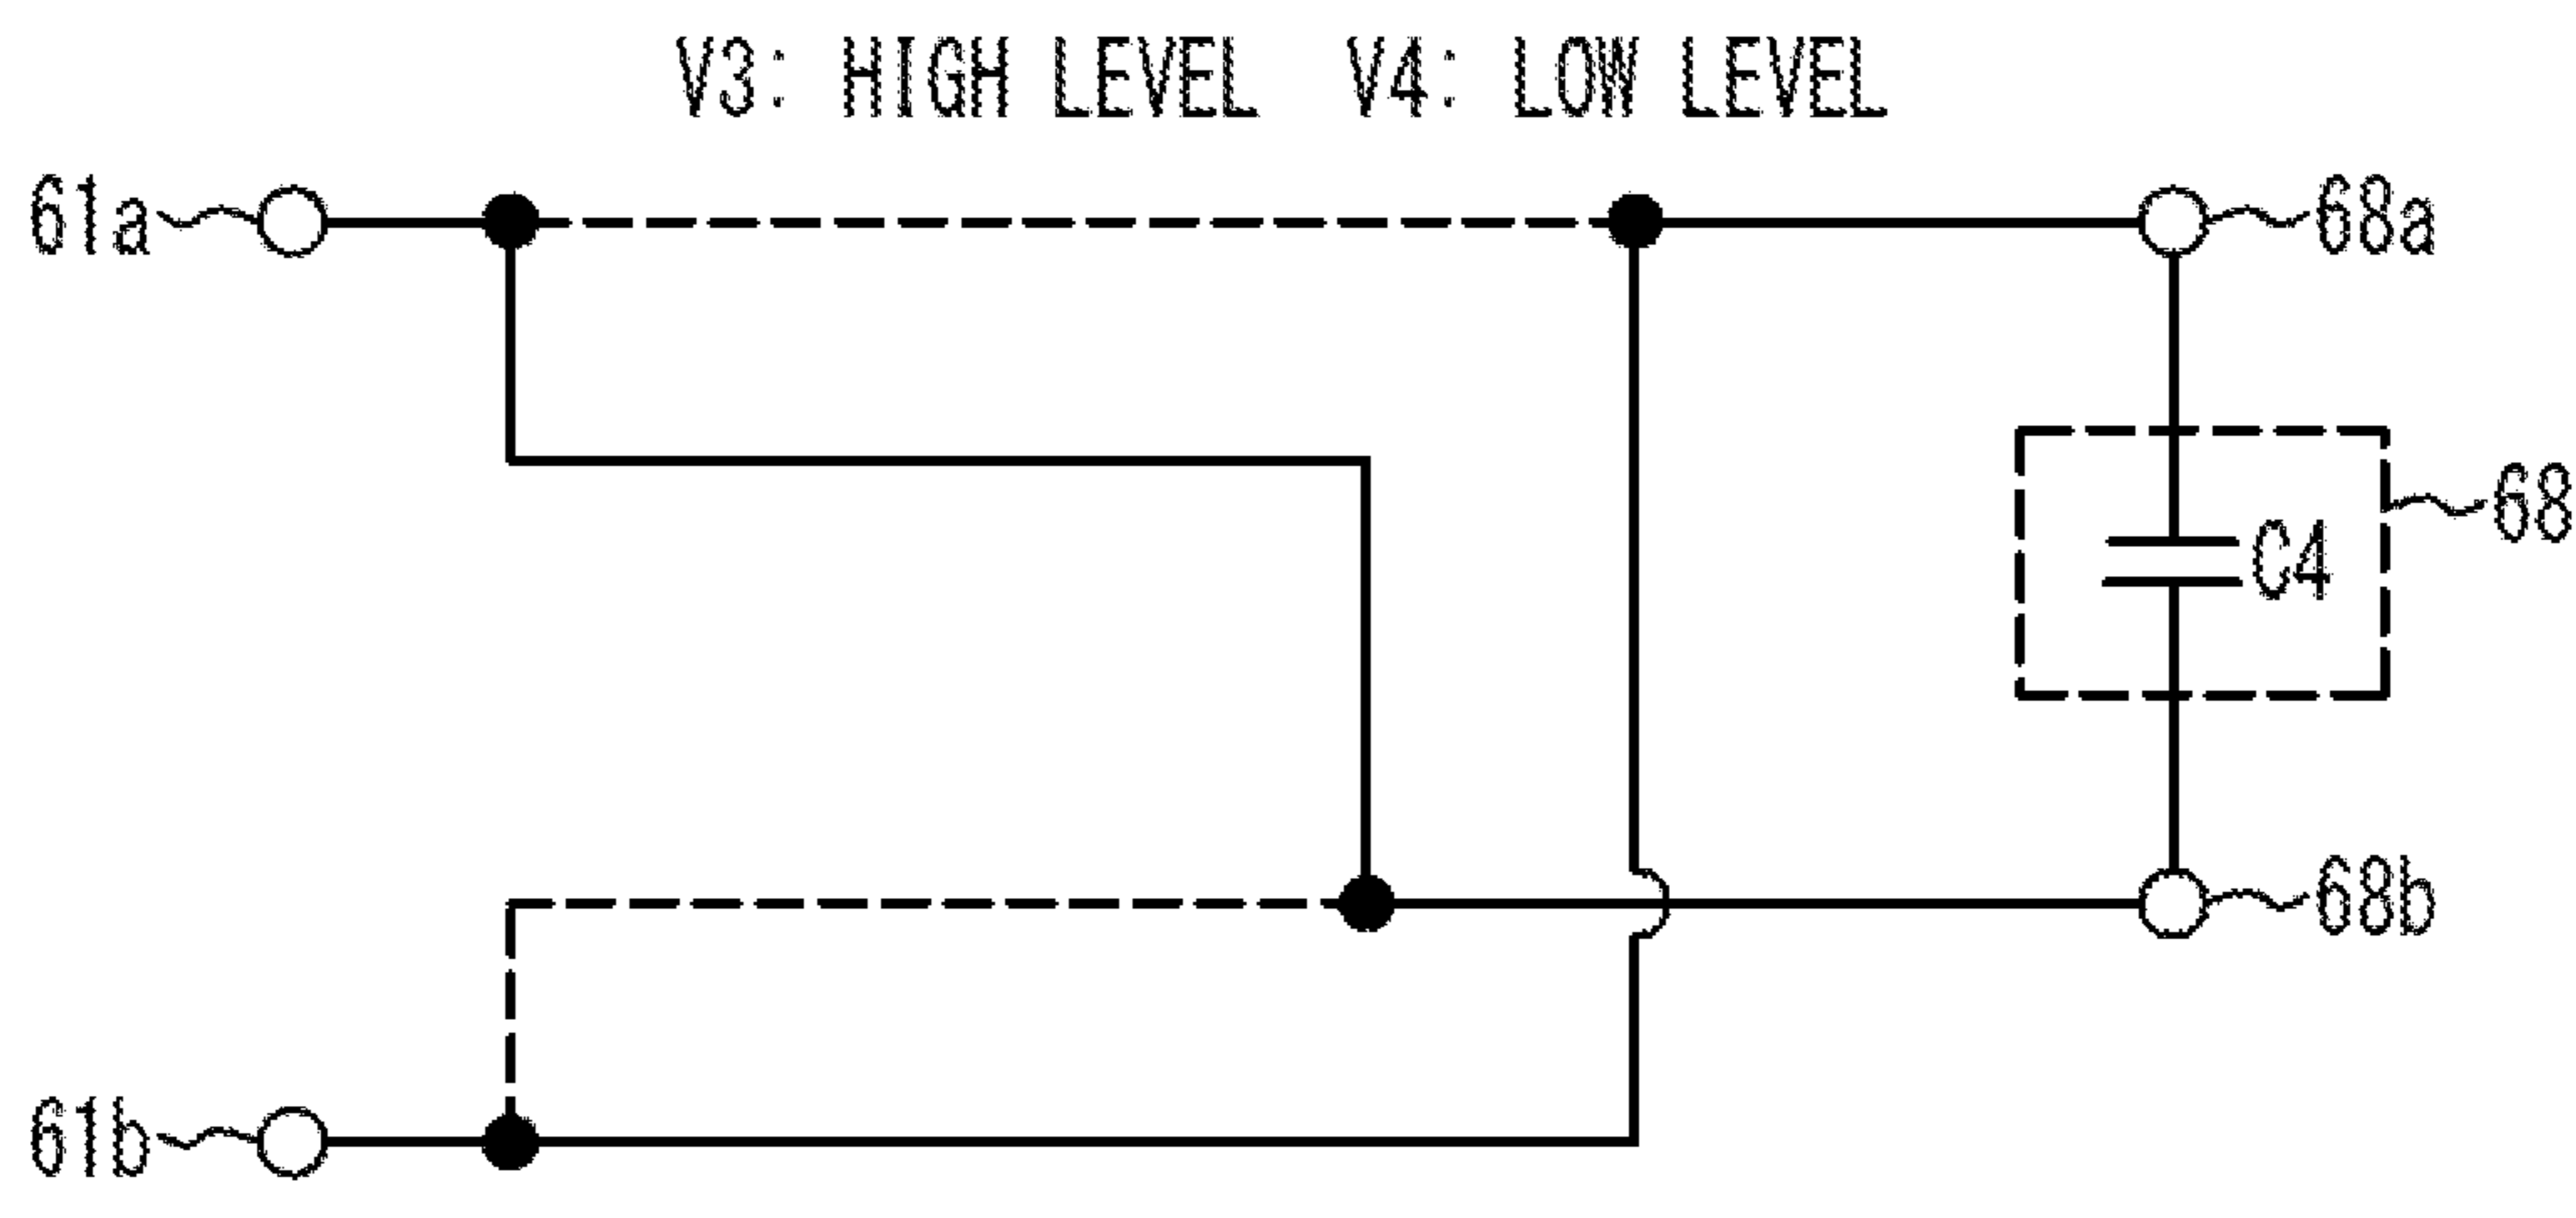 V3: HIGH LEVEL V4: LOW LEVEL
61a
68a
68
C4
68b
61b